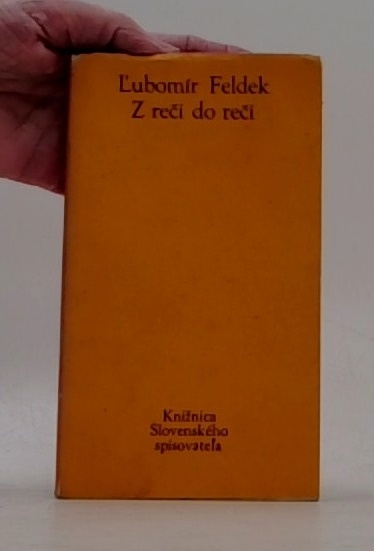 Ľubomír Feldek
Z reči do reči
Knižnica
Slovenského
spisovateľa